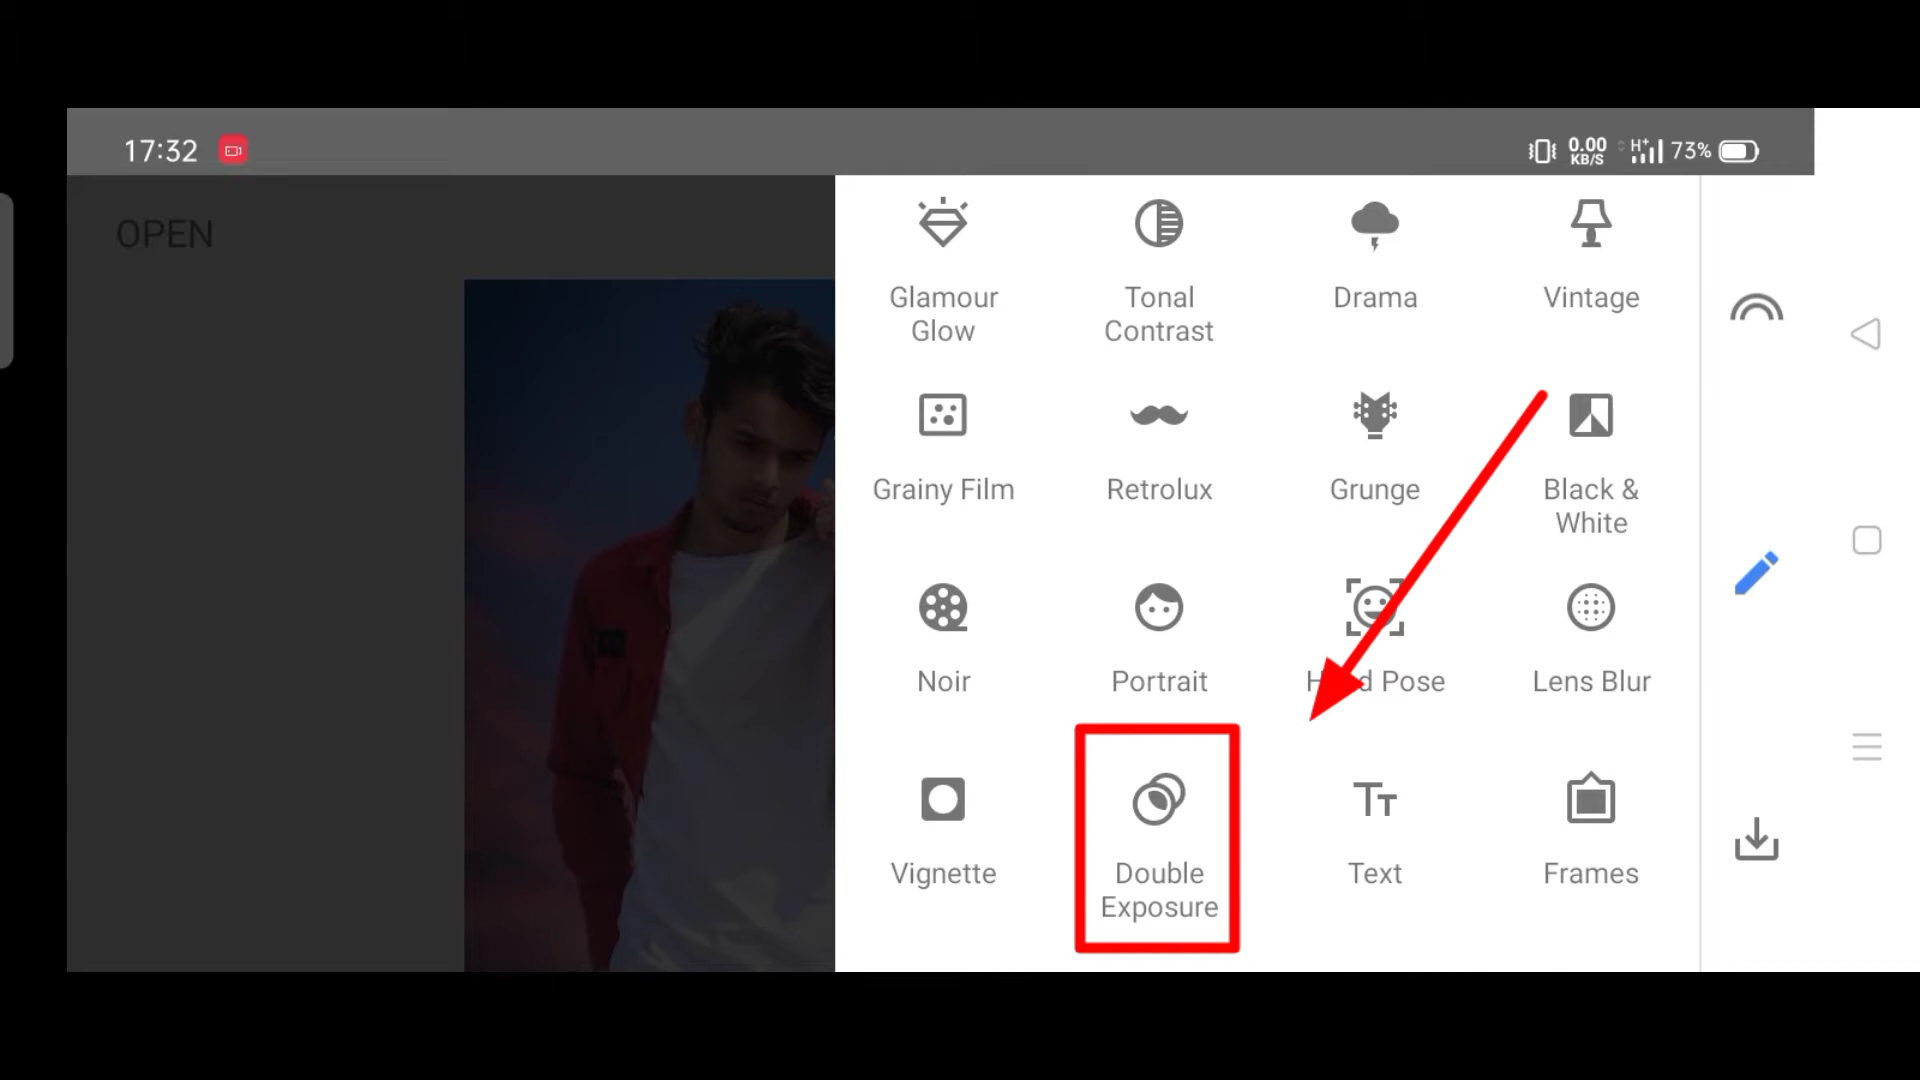 17:32
0.00
KB/S
H+
73%
OPEN
Glamour
Glow
Tonal
Contrast
Drama
Vintage
Grainy Film
Retrolux
Grunge
Black &
White
Noir
Portrait
Pose
Lens Blur
Vignette
Double
Exposure
Text
Frames